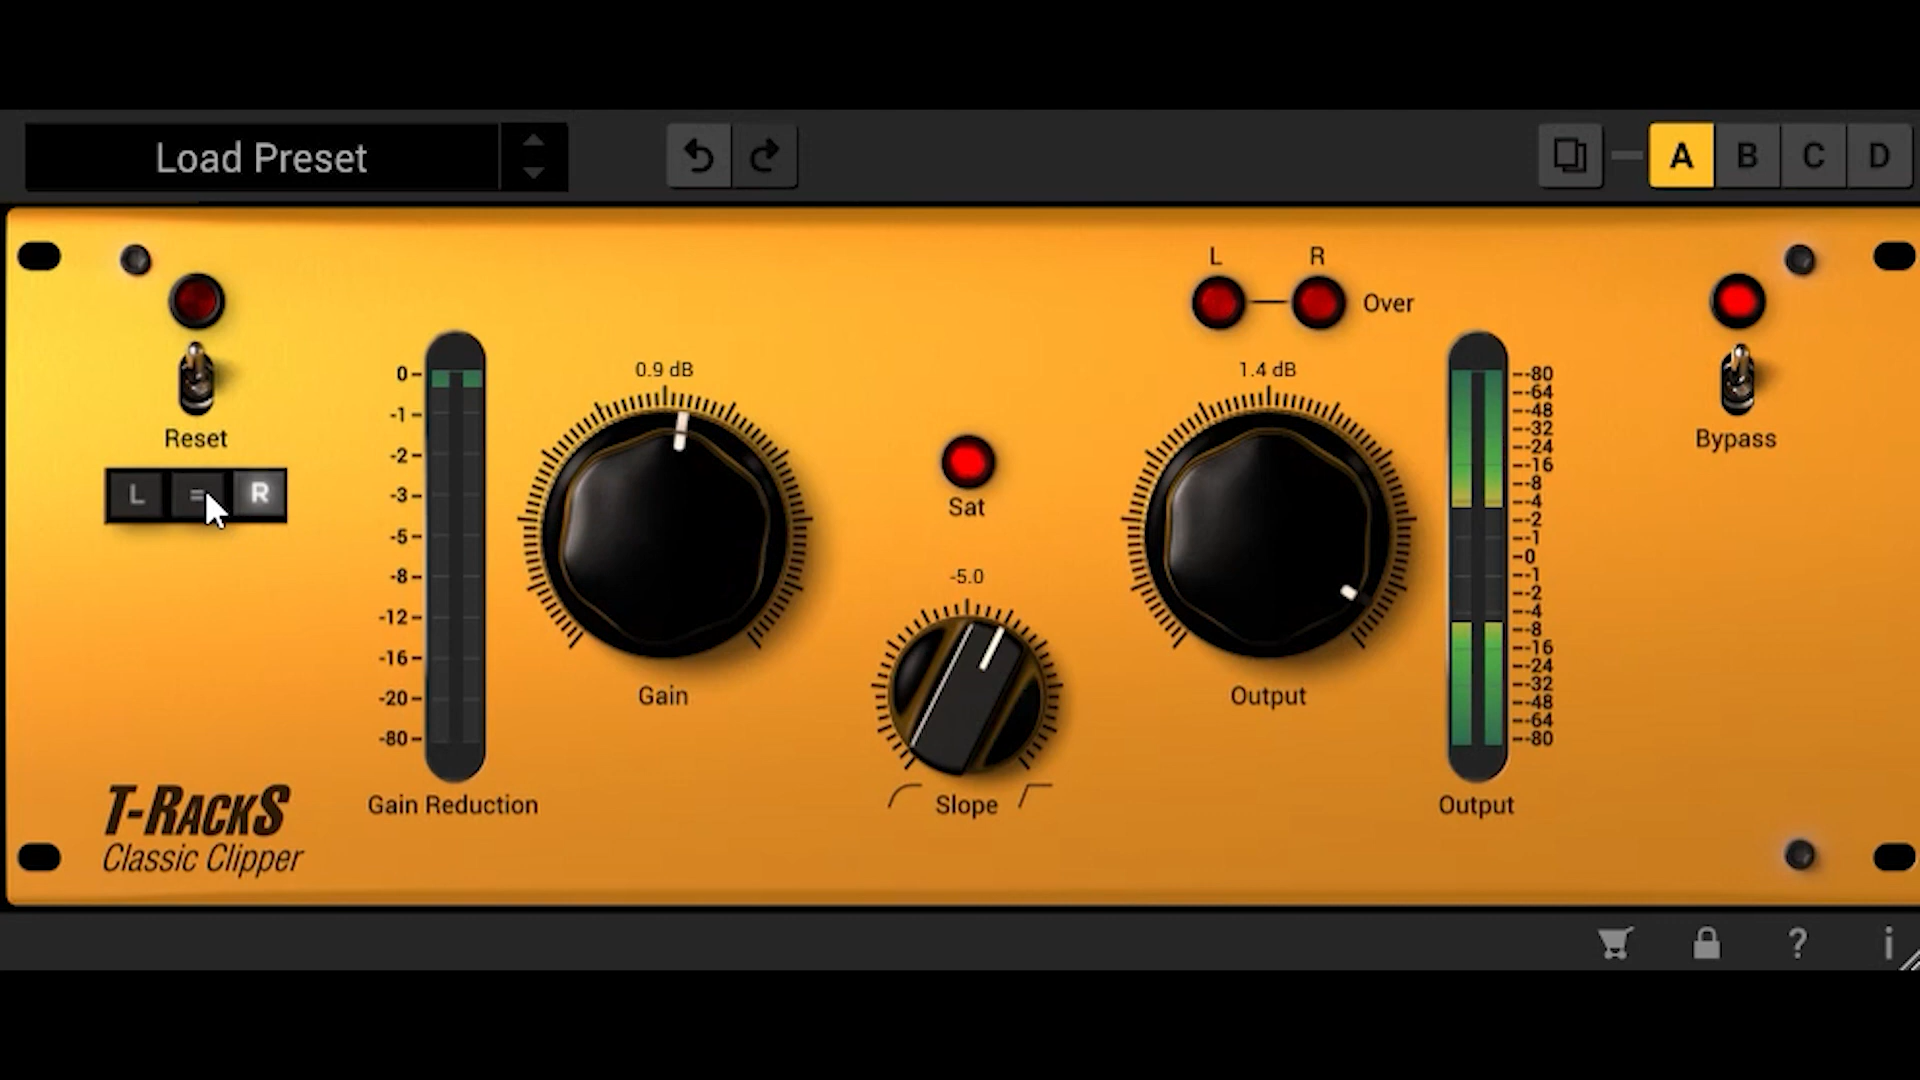 Load Preset
A B C D
L R
Over
Reset
Bypass
L = R
0.9 dB
1.4 dB
Sat
-5.0
0
-1
-2
-3
-5
-8
-12
-16
-20
-80
--80
--64
--48
--32
--24
--16
--8
--4
--2
--1
--0
--1
--2
--4
--8
--16
--24
--32
--48
--64
--80
Gain
Output
Gain Reduction
Slope
Output
T-RackS
Classic Clipper
? i